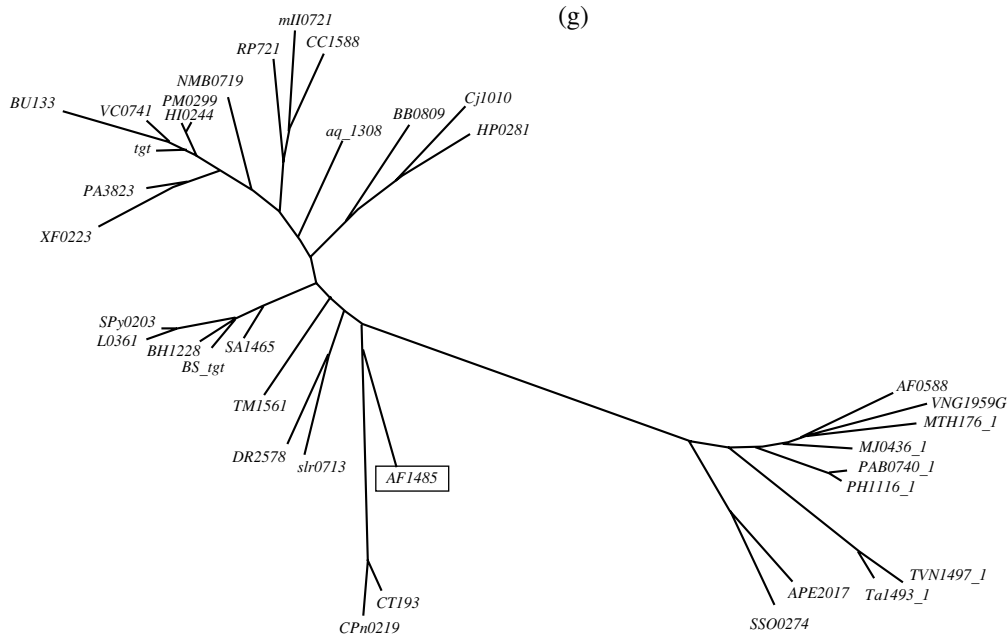 (g)
mll0721
CC1588
RP721
NMB0719
PM0299
HI0244
VC0741
BU133
tgt
PA3823
XF0223
aq_1308
BB0809
Cj1010
HP0281
SPy0203
L0361
BH1228
BS_tgt
SA1465
TM1561
DR2578
slr0713
AF1485
CT193
CPn0219
AF0588
VNG1959G
MTH176_1
MJ0436_1
PAB0740_1
PH1116_1
TVN1497_1
Ta1493_1
APE2017
SSO0274